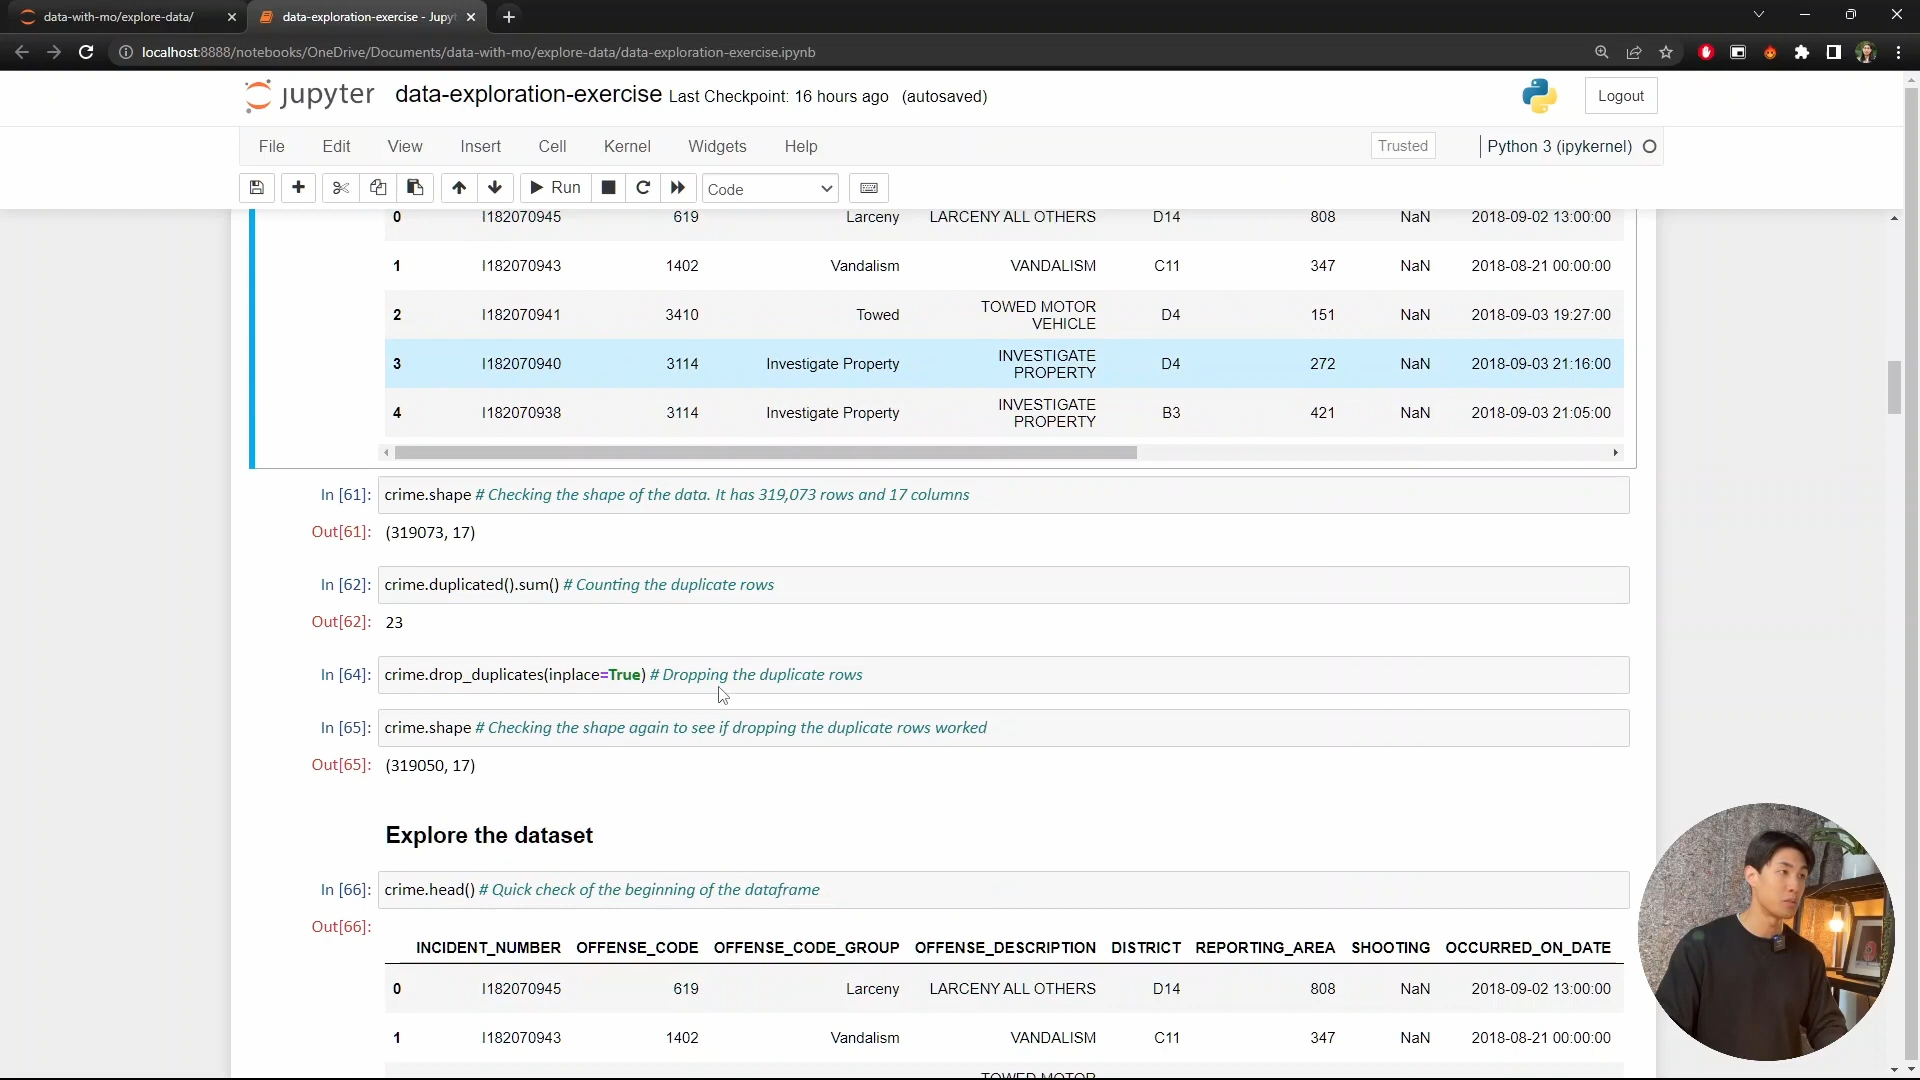 data-with-mo/explore-data/
data-exploration-exercise - Jupyt
localhost:8888/notebooks/OneDrive/Documents/data-with-mo/explore-data/data-exploration-exercise.ipynb
jupyter data-exploration-exercise Last Checkpoint: 16 hours ago (autosaved)
Logout
File Edit View Insert Cell Kernel Widgets Help
Trusted Python 3 (ipykernel)
Run Code
0 I182070945 619 Larceny LARCENY ALL OTHERS D14 808 NaN 2018-09-02 13:00:00
1 I182070943 1402 Vandalism VANDALISM C11 347 NaN 2018-08-21 00:00:00
2 I182070941 3410 Towed TOWED MOTOR VEHICLE D4 151 NaN 2018-09-03 19:27:00
3 I182070940 3114 Investigate Property INVESTIGATE PROPERTY D4 272 NaN 2018-09-03 21:16:00
4 I182070938 3114 Investigate Property INVESTIGATE PROPERTY B3 421 NaN 2018-09-03 21:05:00
In [61]: crime.shape # Checking the shape of the data. It has 319,073 rows and 17 columns
Out[61]: (319073, 17)
In [62]: crime.duplicated().sum() # Counting the duplicate rows
Out[62]: 23
In [64]: crime.drop_duplicates(inplace=True) # Dropping the duplicate rows
In [65]: crime.shape # Checking the shape again to see if dropping the duplicate rows worked
Out[65]: (319050, 17)
Explore the dataset
In [66]: crime.head() # Quick check of the beginning of the dataframe
Out[66]:
INCIDENT_NUMBER OFFENSE_CODE OFFENSE_CODE_GROUP OFFENSE_DESCRIPTION DISTRICT REPORTING_AREA SHOOTING OCCURRED_ON_DATE
0 I182070945 619 Larceny LARCENY ALL OTHERS D14 808 NaN 2018-09-02 13:00:00
1 I182070943 1402 Vandalism VANDALISM C11 347 NaN 2018-08-21 00:00:00
TOWED MOTOR